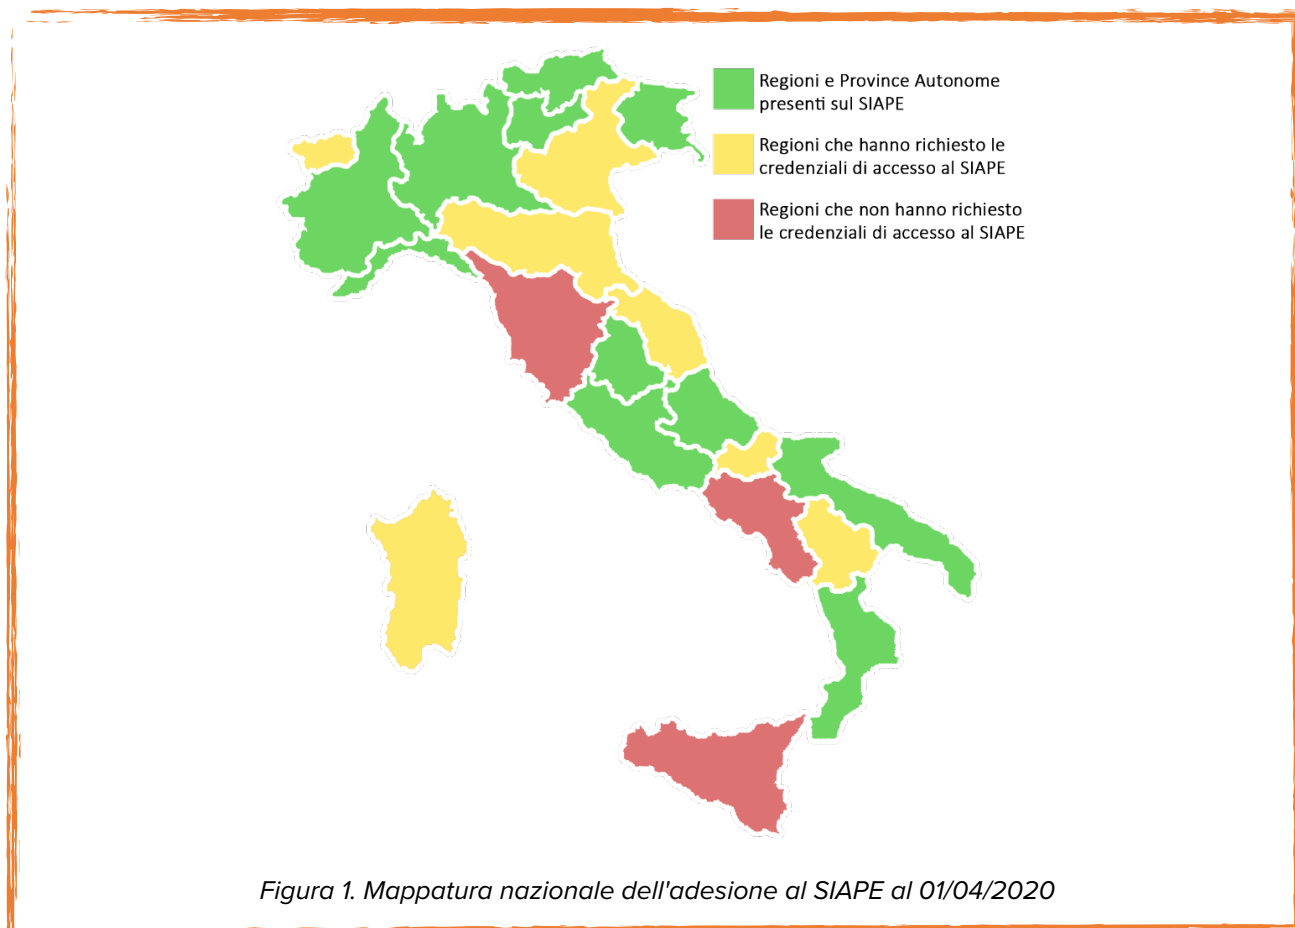 Regioni e Province Autonome
presenti sul SIAPE
Regioni che hanno richiesto le
credenziali di accesso al SIAPE
Regioni che non hanno richiesto
le credenziali di accesso al SIAPE
Figura 1. Mappatura nazionale dell'adesione al SIAPE al 01/04/2020